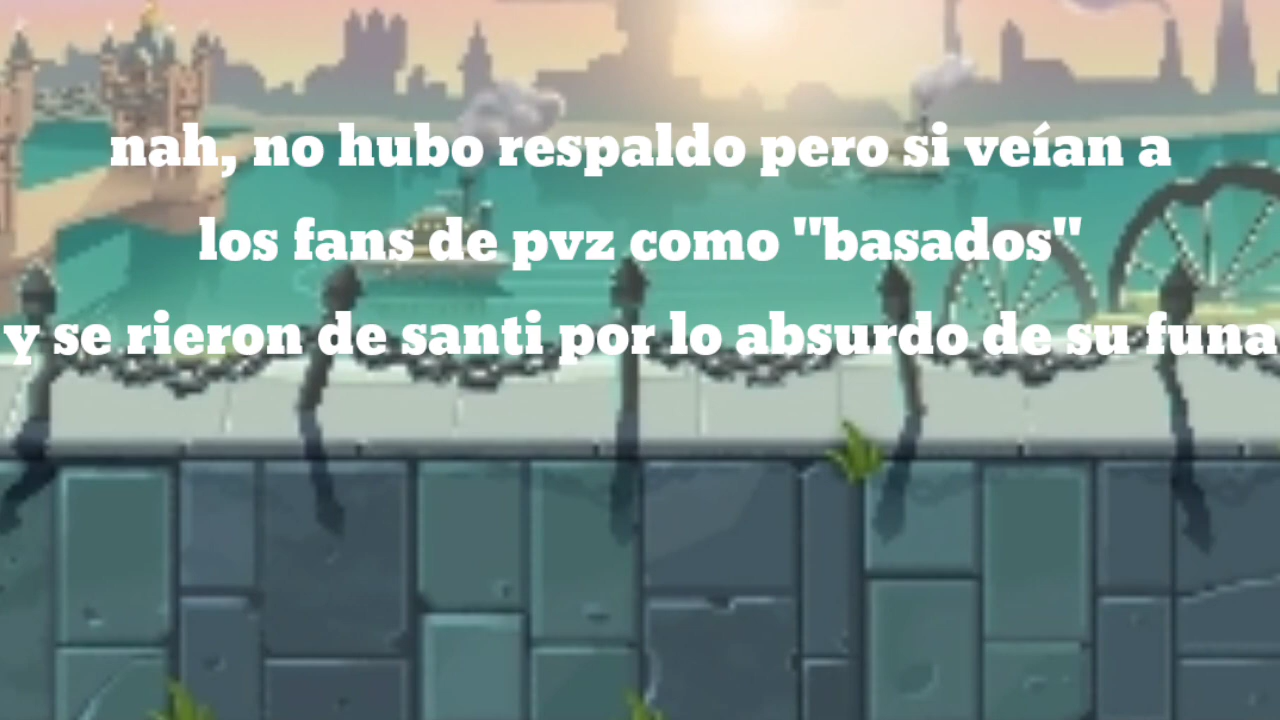 nah, no hubo respaldo pero si veían a
los fans de pvz como "basados"
y se rieron de santi por lo absurdo de su funa